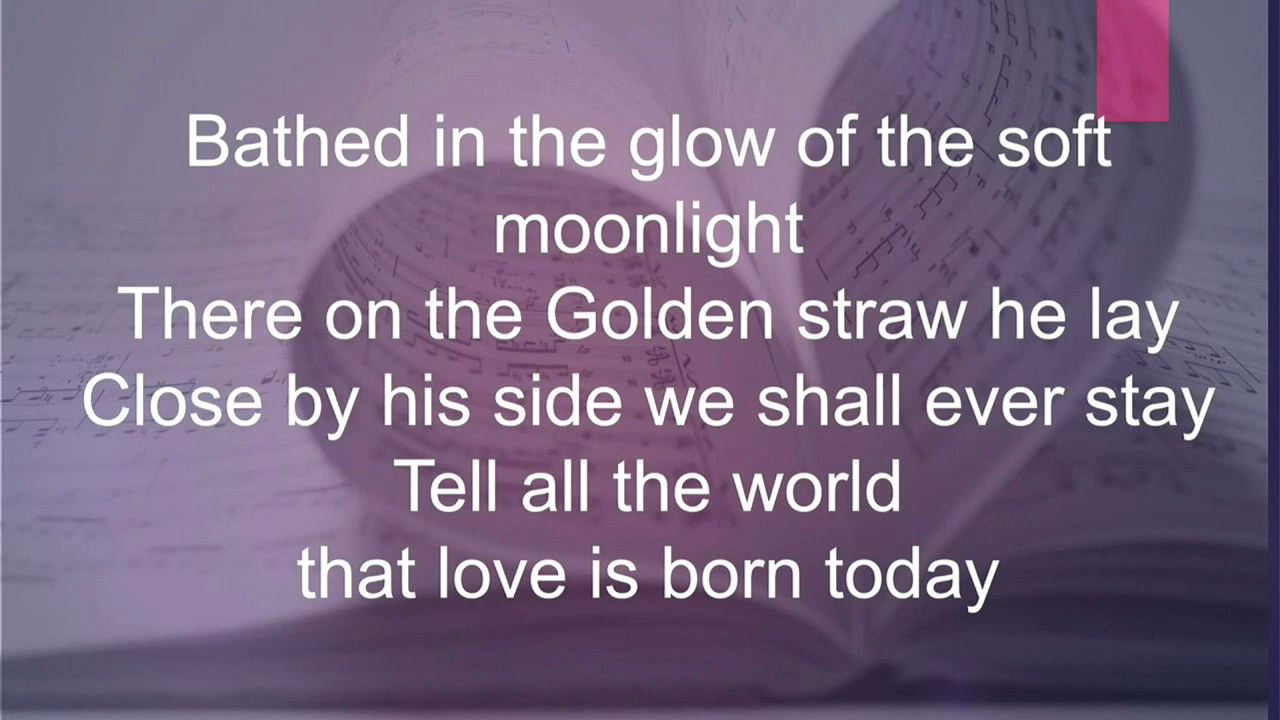 Bathed in the glow of the soft
moonlight
There on the Golden straw he lay
Close by his side we shall ever stay
Tell all the world
that love is born today